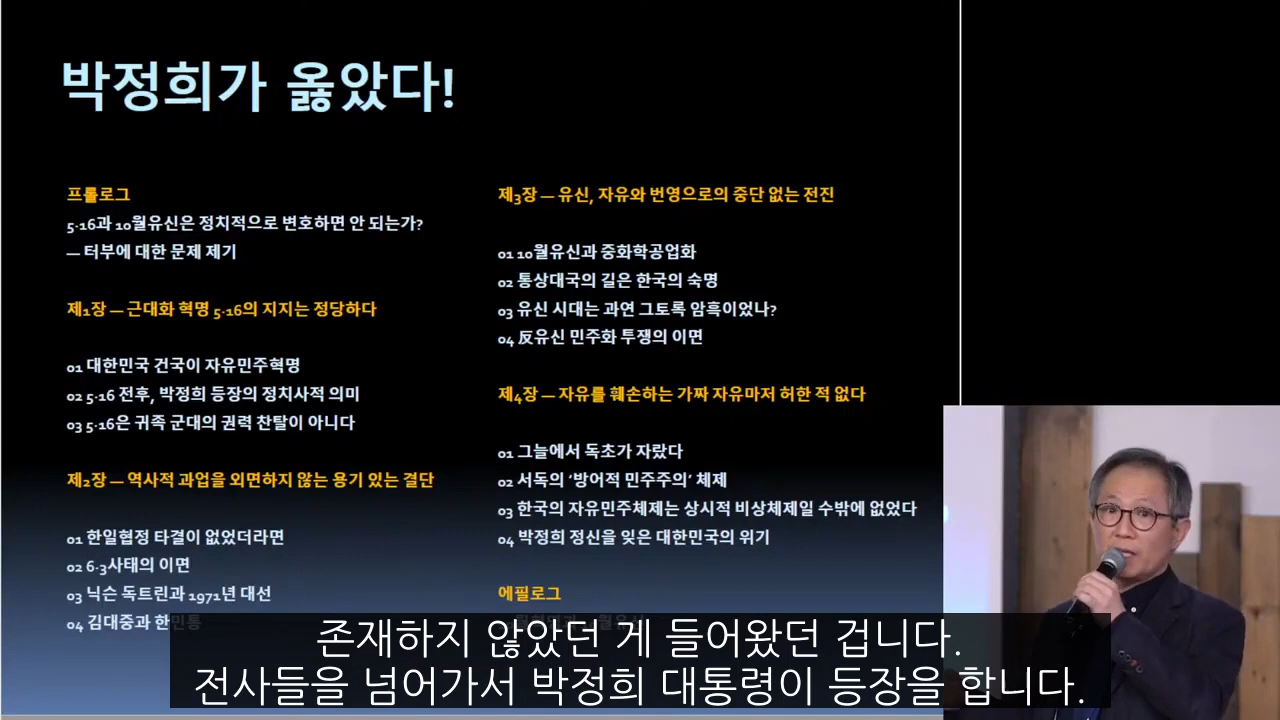 박정희가 옳았다!
프롤로그
5·16과 10월유신은 정치적으로 변호하면 안 되는가?
— 터부에 대한 문제 제기
제1장 — 근대화 혁명 5·16의 지지는 정당하다
01 대한민국 건국이 자유민주혁명
02 5·16 전후, 박정희 등장의 정치사적 의미
03 5·16은 귀족 군대의 권력 찬탈이 아니다
제2장 — 역사적 과업을 외면하지 않는 용기 있는 결단
01 한일협정 타결이 없었더라면
02 6·3사태의 이면
03 닉슨 독트린과 1971년 대선
04 김대중과 한민통
제3장 — 유신, 자유와 번영으로의 중단 없는 전진
01 10월유신과 중화학공업화
02 통상대국의 길은 한국의 숙명
03 유신 시대는 과연 그토록 암흑이었나?
04 反유신 민주화 투쟁의 이면
제4장 — 자유를 훼손하는 가짜 자유마저 허한 적 없다
01 그늘에서 독초가 자랐다
02 서독의 ‘방어적 민주주의’ 체제
03 한국의 자유민주체제는 상시적 비상체제일 수밖에 없었다
04 박정희 정신을 잊은 대한민국의 위기
에필로그
존재하지 않았던 게 들어왔던 겁니다.
전사들을 넘어가서 박정희 대통령이 등장을 합니다.